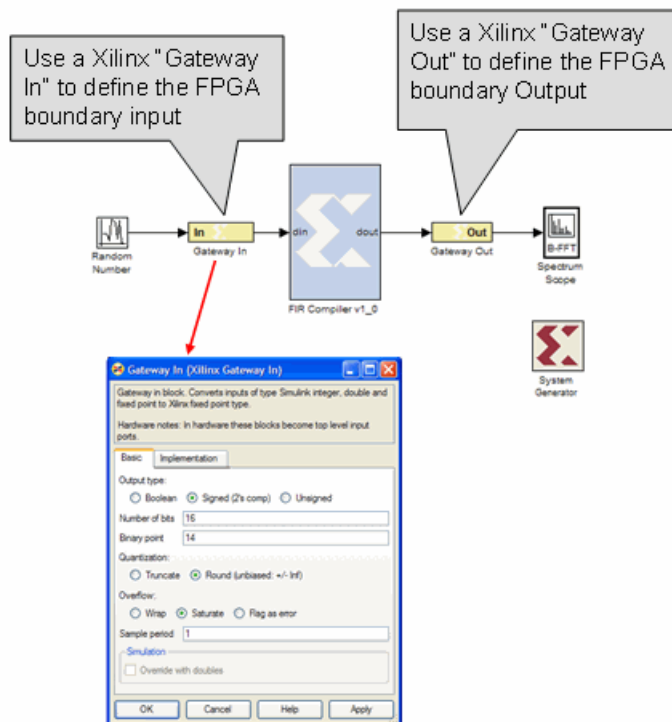 Use a Xilinx "Gateway
In" to define the FPGA
boundary input
Use a Xilinx "Gateway
Out" to define the FPGA
boundary Output
Random
Number
In
Gateway In
din
dout
FIR Compiler v1_0
Out
Gateway Out
B-FFT
Spectrum
Scope
System
Generator
Gateway In (Xilinx Gateway In)
Gateway in block. Converts inputs of type Simulink integer, double and
fixed point to Xilinx fixed point type.
Hardware notes: In hardware these blocks become top level input
ports.
Basic Implementation
Output type:
Boolean Signed (2's comp) Unsigned
Number of bits 16
Binary point 14
Quantization:
Truncate Round (unbiased: +/- Inf)
Overflow:
Wrap Saturate Flag as error
Sample period 1
Simulation
Override with doubles
OK Cancel Help Apply